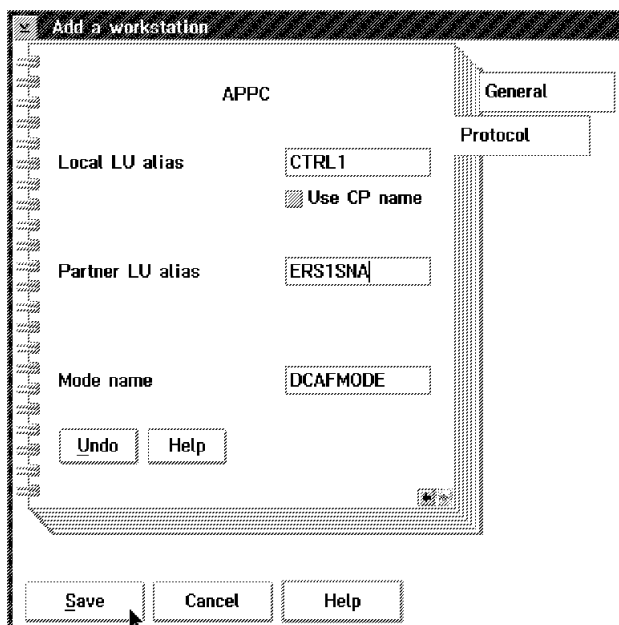 Add a workstation
APPC
General
Protocol
Local LU alias
CTRL1
Use CP name
Partner LU alias
ERS1SNA
Mode name
DCAFMODE
Undo
Help
Save
Cancel
Help